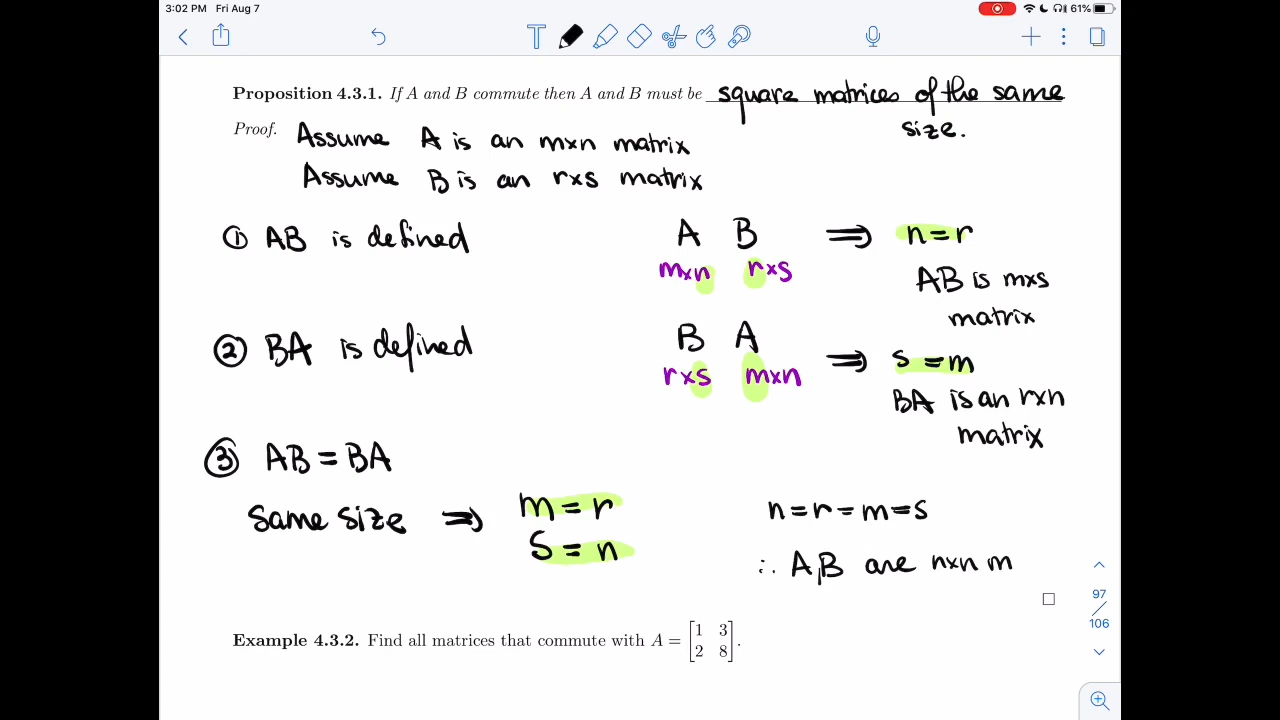 3:02 PM Fri Aug 7
61%
T
Proposition 4.3.1. If A and B commute then A and B must be square matrices of the same
size.
Proof. Assume A is an m×n matrix
Assume B is an r×s matrix
① AB is defined
A B ⟹ n = r
m×n r×s
AB is m×s
matrix
② BA is defined
B A ⟹ s = m
r×s m×n
BA is an r×n
matrix
③ AB = BA
Same size ⟹ m = r
s = n
n = r = m = s
∴ A,B are n×n m
□
97
106
Example 4.3.2. Find all matrices that commute with A = [1 3
2 8].